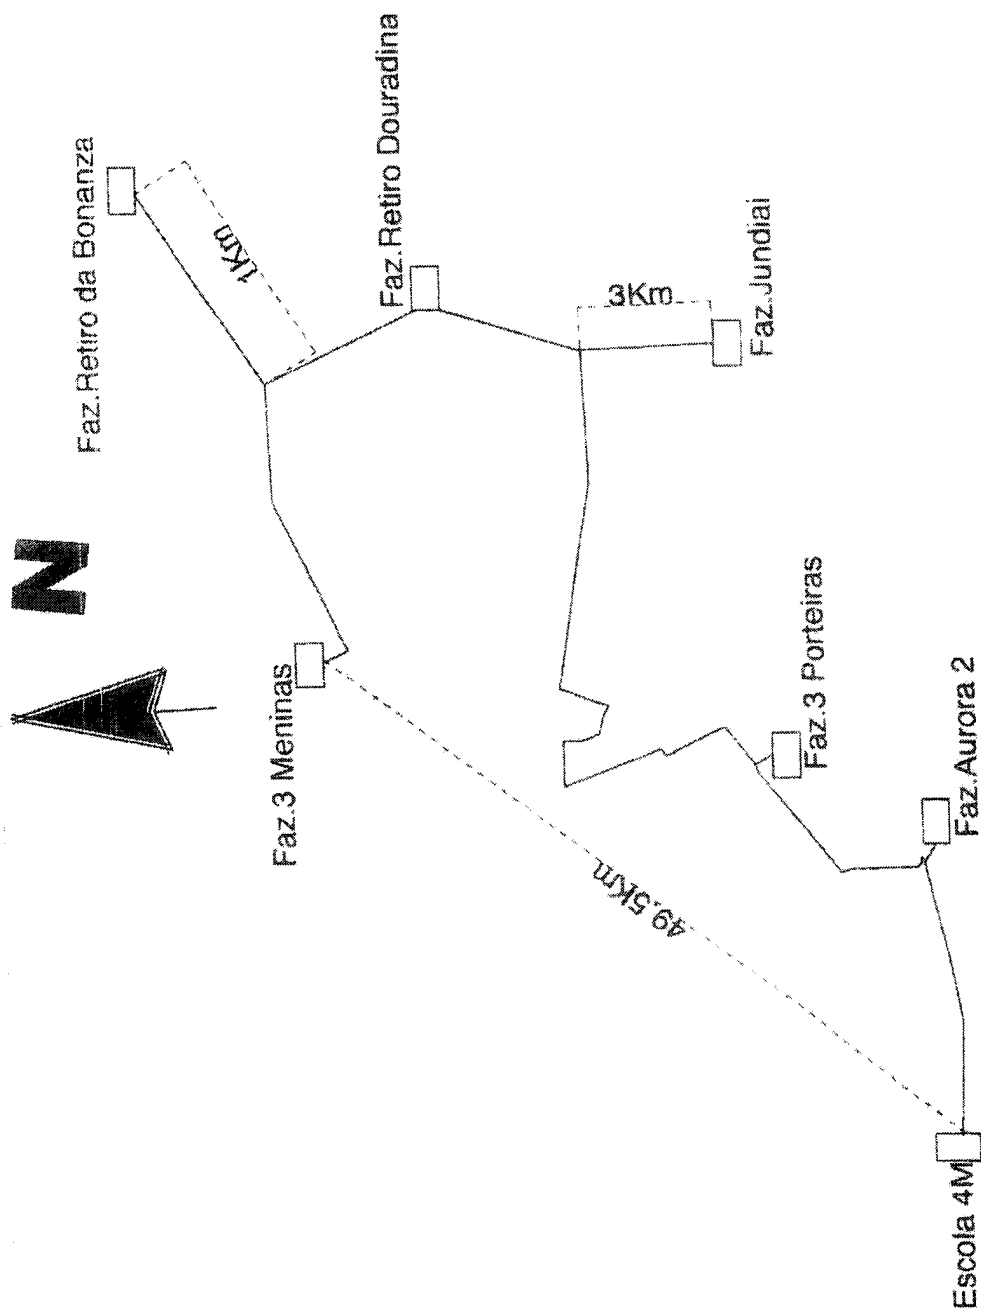 N
Faz.Retiro da Bonanza
1Km
Faz.Retiro Douradina
3Km
Faz.Jundiai
Faz.3 Meninas
49.5Km
Faz.3 Porteiras
Faz.Aurora 2
Escola 4M